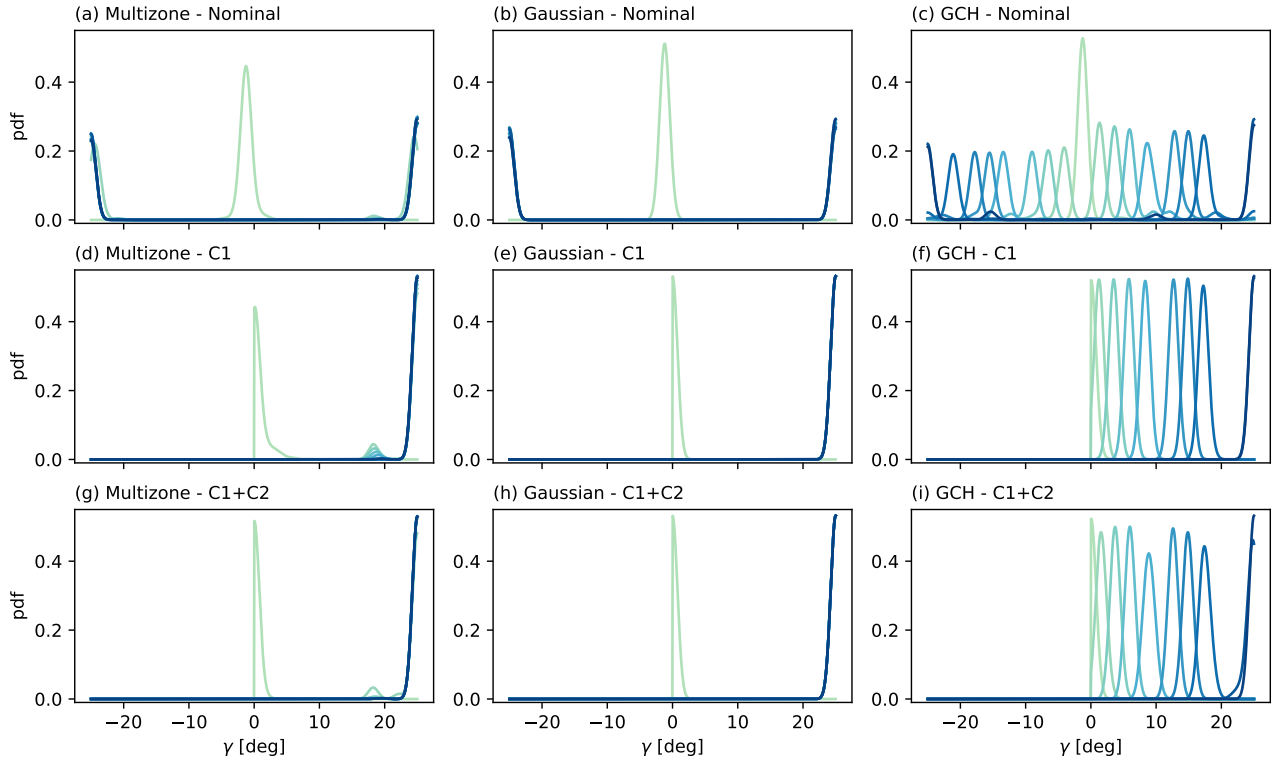 (a) Multizone - Nominal
(b) Gaussian - Nominal
(c) GCH - Nominal
pdf
0.4
0.2
0.0
(d) Multizone - C1
(e) Gaussian - C1
(f) GCH - C1
pdf
0.4
0.2
0.0
(g) Multizone - C1+C2
(h) Gaussian - C1+C2
(i) GCH - C1+C2
pdf
0.4
0.2
0.0
−20 −10 0 10 20
−20 −10 0 10 20
−20 −10 0 10 20
γ [deg]
γ [deg]
γ [deg]